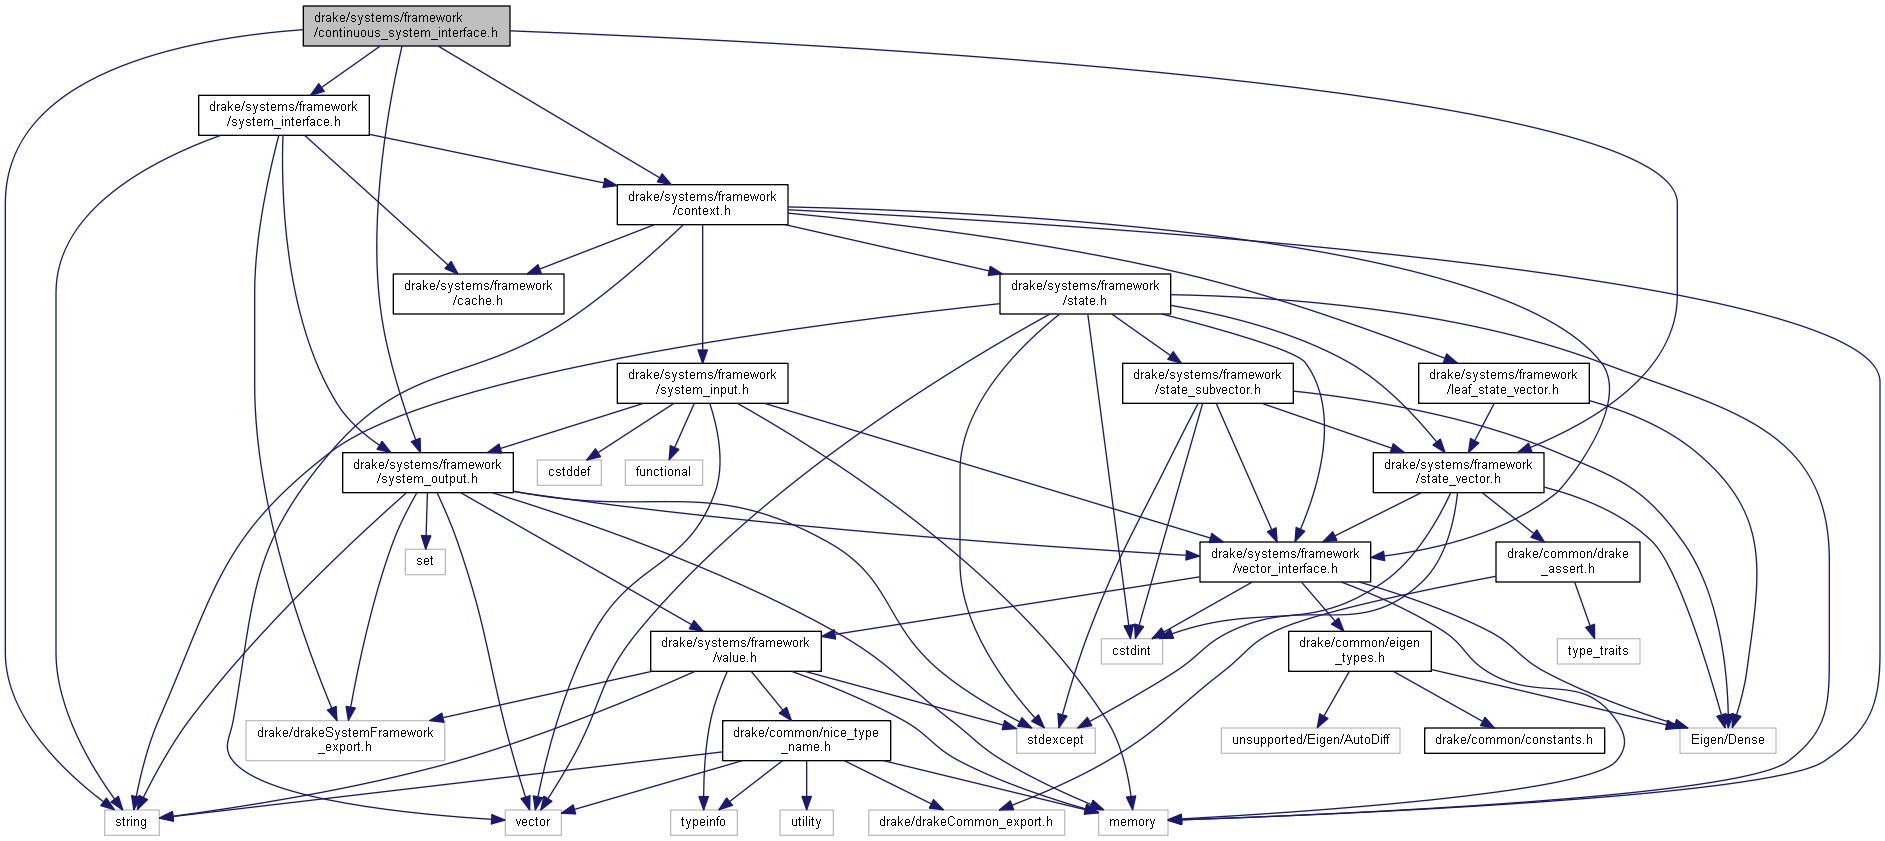 drake/systems/framework
/continuous_system_interface.h
drake/systems/framework
/system_interface.h
drake/systems/framework
/context.h
drake/systems/framework
/cache.h
drake/systems/framework
/state.h
drake/systems/framework
/system_input.h
drake/systems/framework
/state_subvector.h
drake/systems/framework
/leaf_state_vector.h
drake/systems/framework
/system_output.h
cstddef
functional
drake/systems/framework
/state_vector.h
set
drake/systems/framework
/vector_interface.h
drake/common/drake
_assert.h
drake/systems/framework
/value.h
cstdint
drake/common/eigen
_types.h
type_traits
drake/drakeSystemFramework
_export.h
drake/common/nice_type
_name.h
stdexcept
unsupported/Eigen/AutoDiff
drake/common/constants.h
Eigen/Dense
string
vector
typeinfo
utility
drake/drakeCommon_export.h
memory